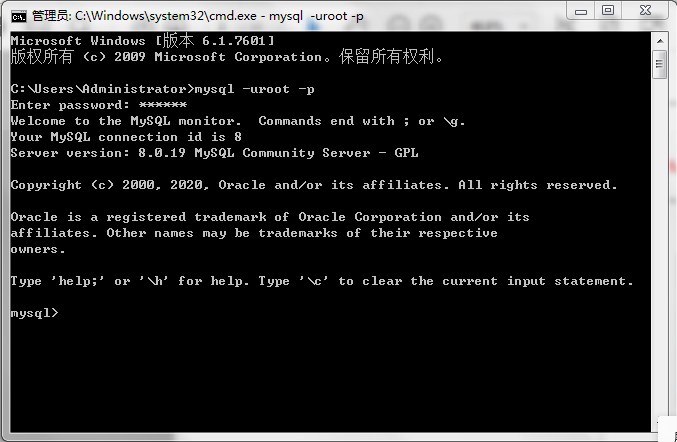 管理员: C:\Windows\system32\cmd.exe - mysql  -uroot -p
Microsoft Windows [版本 6.1.7601]
版权所有 (c) 2009 Microsoft Corporation。保留所有权利。
C:\Users\Administrator>mysql -uroot -p
Enter password: ******
Welcome to the MySQL monitor.  Commands end with ; or \g.
Your MySQL connection id is 8
Server version: 8.0.19 MySQL Community Server - GPL
Copyright (c) 2000, 2020, Oracle and/or its affiliates. All rights reserved.
Oracle is a registered trademark of Oracle Corporation and/or its
affiliates. Other names may be trademarks of their respective
owners.
Type 'help;' or '\h' for help. Type '\c' to clear the current input statement.
mysql>